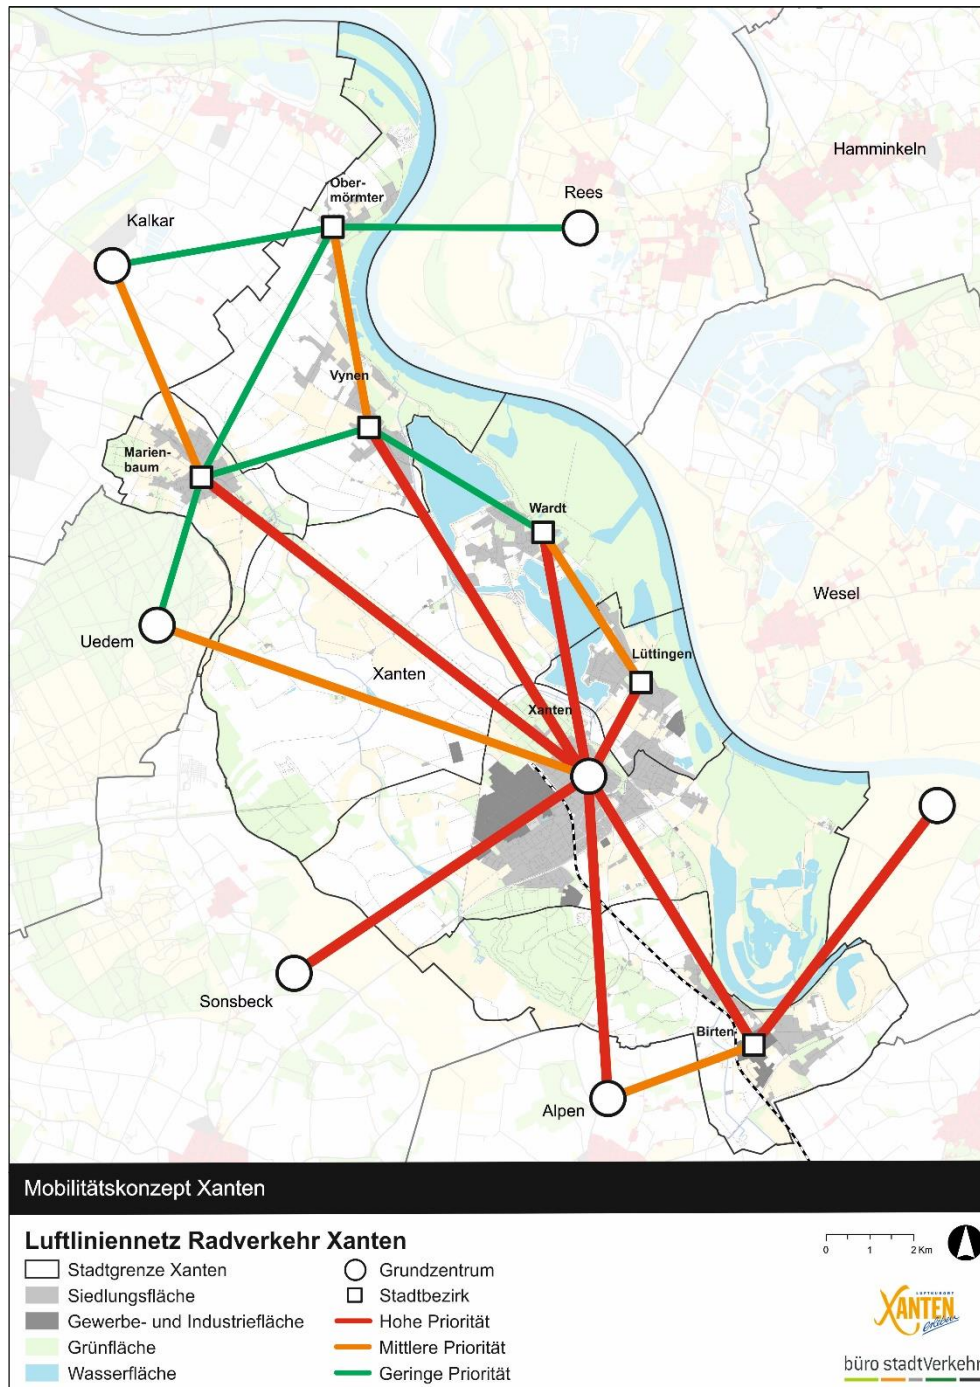 Hamminkeln
Ober-
mörmter
Rees
Kalkar
Vynen
Marien-
baum
Wardt
Wesel
Uedem
Lüttingen
Xanten
Xanten
Sonsbeck
Birten
Alpen
Mobilitätskonzept Xanten
Luftliniennetz Radverkehr Xanten
Stadtgrenze Xanten
Siedlungsfläche
Gewerbe- und Industriefläche
Grünfläche
Wasserfläche
Grundzentrum
Stadtbezirk
Hohe Priorität
Mittlere Priorität
Geringe Priorität
0 1 2 Km
LUFTKURORT
XANTEN
erleben
büro stadtVerkehr